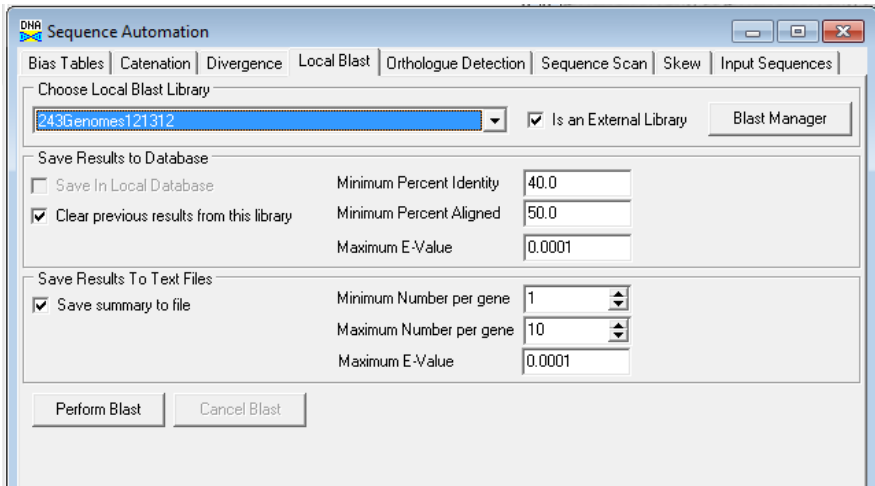 DNA Sequence Automation
Bias Tables Catenation Divergence Local Blast Orthologue Detection Sequence Scan Skew Input Sequences
Choose Local Blast Library
243Genomes121312 Is an External Library Blast Manager
Save Results to Database
Save In Local Database Minimum Percent Identity 40.0
Clear previous results from this library Minimum Percent Aligned 50.0
Maximum E-Value 0.0001
Save Results To Text Files
Save summary to file Minimum Number per gene 1
Maximum Number per gene 10
Maximum E-Value 0.0001
Perform Blast Cancel Blast